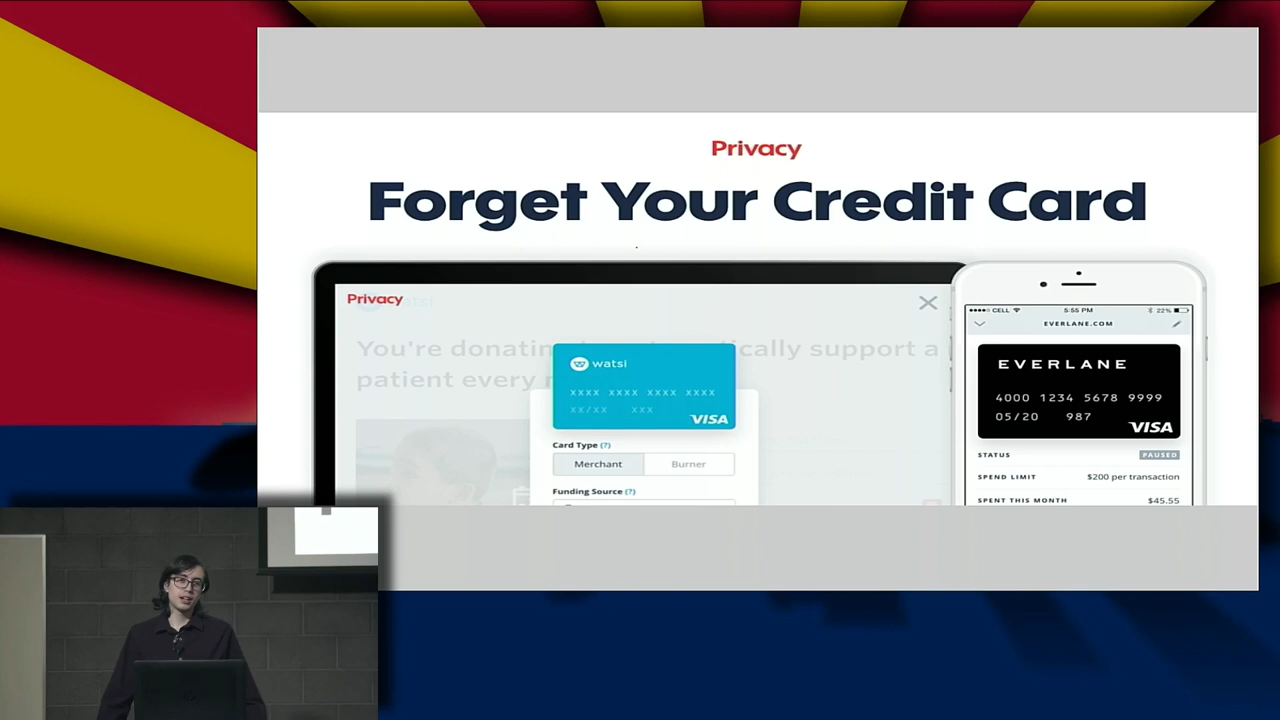 Privacy
Forget Your Credit Card
Privacy
You're donatin
ically support a
patient every
watsi
XXXX XXXX XXXX XXXX
XX/XX XXX
VISA
Card Type (?)
Merchant
Burner
Funding Source (?)
CELL
5:55 PM
22%
EVERLANE.COM
EVERLANE
4000 1234 5678 9999
05/20 987
VISA
STATUS
PAUSED
SPEND LIMIT
$200 per transaction
SPENT THIS MONTH
$45.55